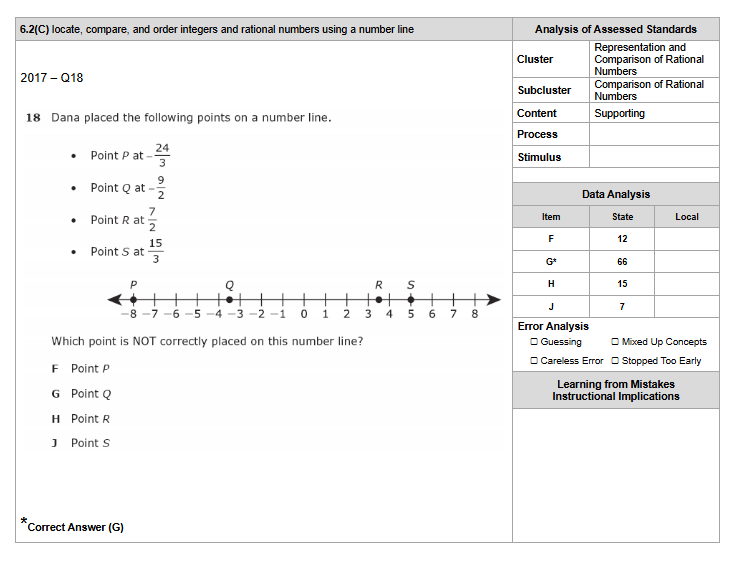 6.2(C) locate, compare, and order integers and rational numbers using a number line
2017 – Q18
18 Dana placed the following points on a number line.
• Point P at –24/3
• Point Q at –9/2
• Point R at 7/2
• Point S at 15/3
P Q R S
–8 –7 –6 –5 –4 –3 –2 –1 0 1 2 3 4 5 6 7 8
Which point is NOT correctly placed on this number line?
F Point P
G Point Q
H Point R
J Point S
*Correct Answer (G)
Analysis of Assessed Standards
Cluster
Representation and
Comparison of Rational
Numbers
Subcluster
Comparison of Rational
Numbers
Content Supporting
Process
Stimulus
Data Analysis
Item State Local
F 12
G* 66
H 15
J 7
Error Analysis
☐ Guessing ☐ Mixed Up Concepts
☐ Careless Error ☐ Stopped Too Early
Learning from Mistakes
Instructional Implications